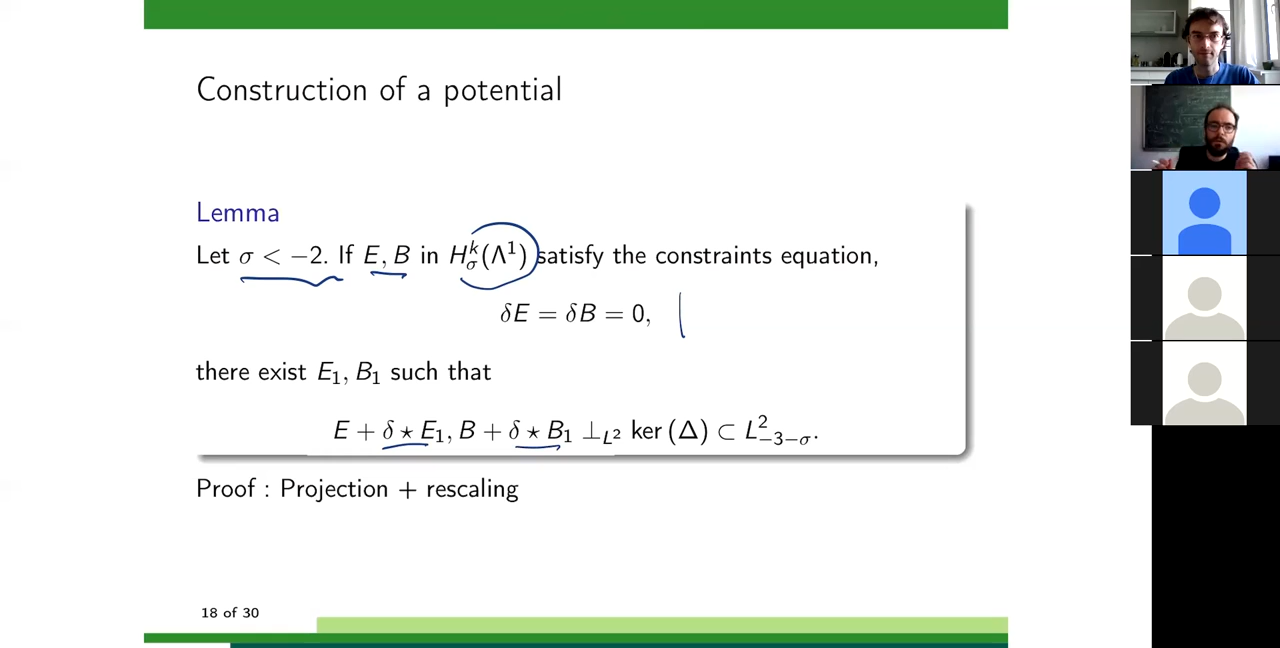 Construction of a potential
Lemma
Let σ < −2. If E, B in H^k_σ(Λ^1) satisfy the constraints equation,
δE = δB = 0,
there exist E_1, B_1 such that
E + δ ⋆ E_1, B + δ ⋆ B_1 ⊥_{L^2} ker (Δ) ⊂ L^2_{−3−σ}.
Proof : Projection + rescaling
18 of 30